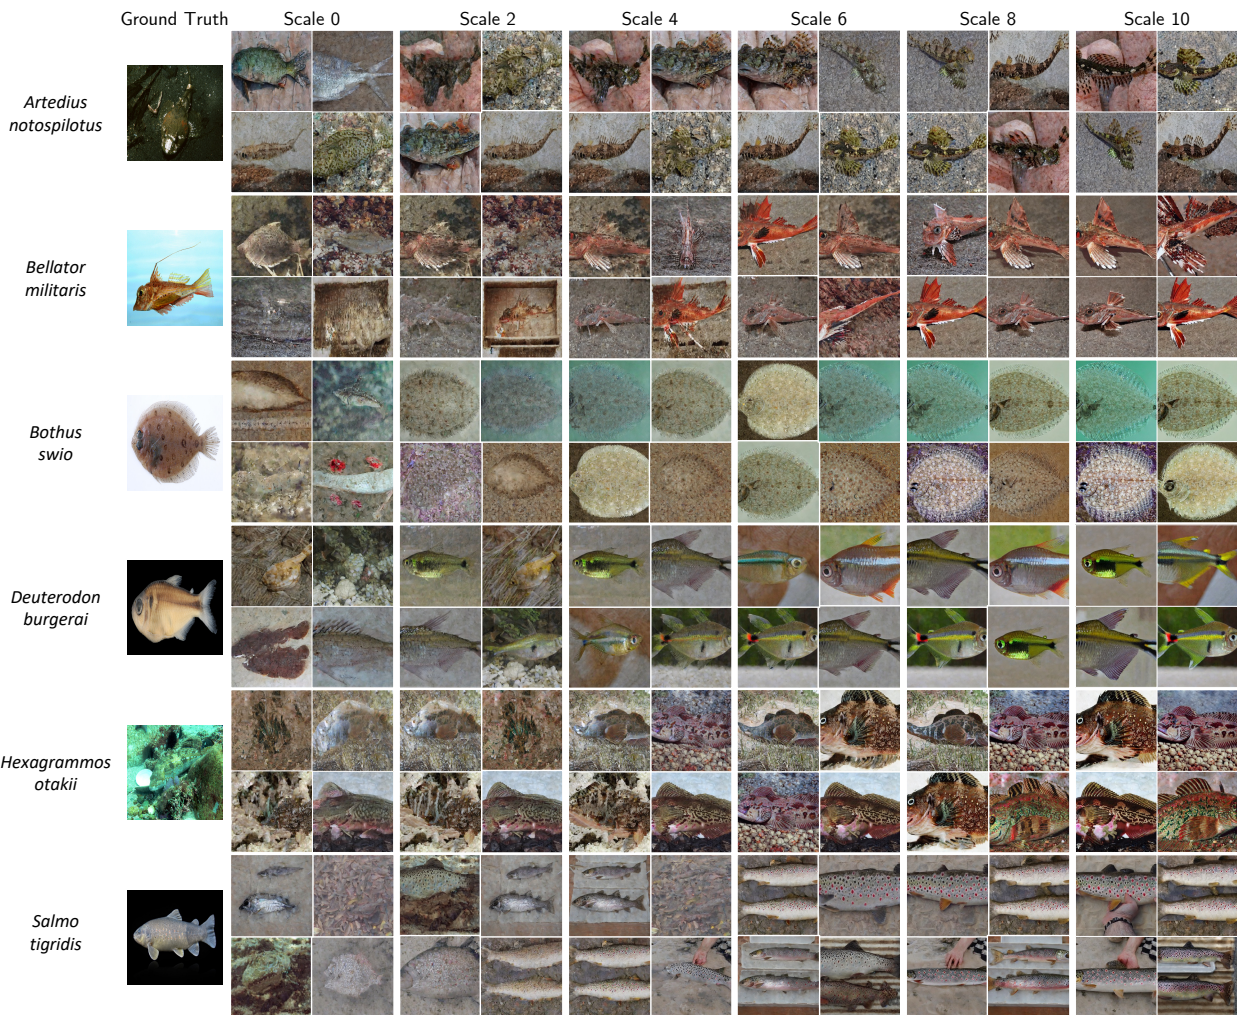 Ground Truth Scale 0 Scale 2 Scale 4 Scale 6 Scale 8 Scale 10
Artedius
notospilotus
Bellator
militaris
Bothus
swio
Deuterodon
burgerai
Hexagrammos
otakii
Salmo
tigridis